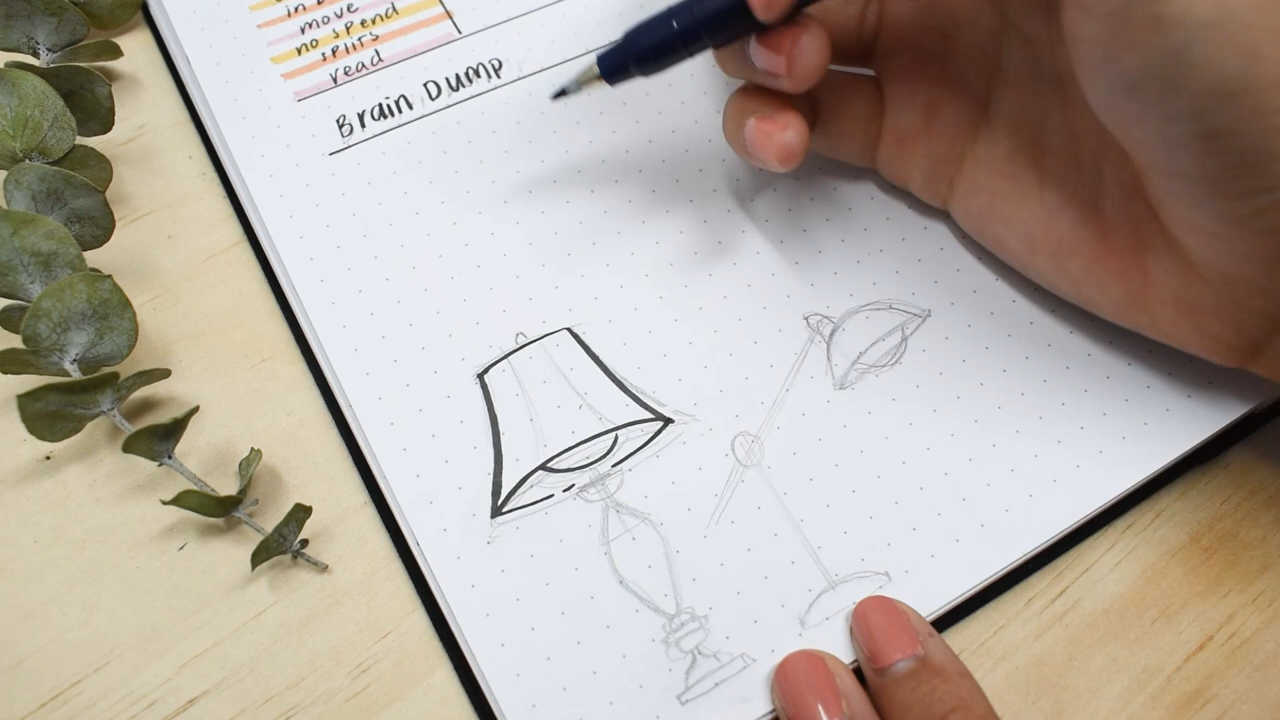 move
no spend
splits
read
Brain Dump